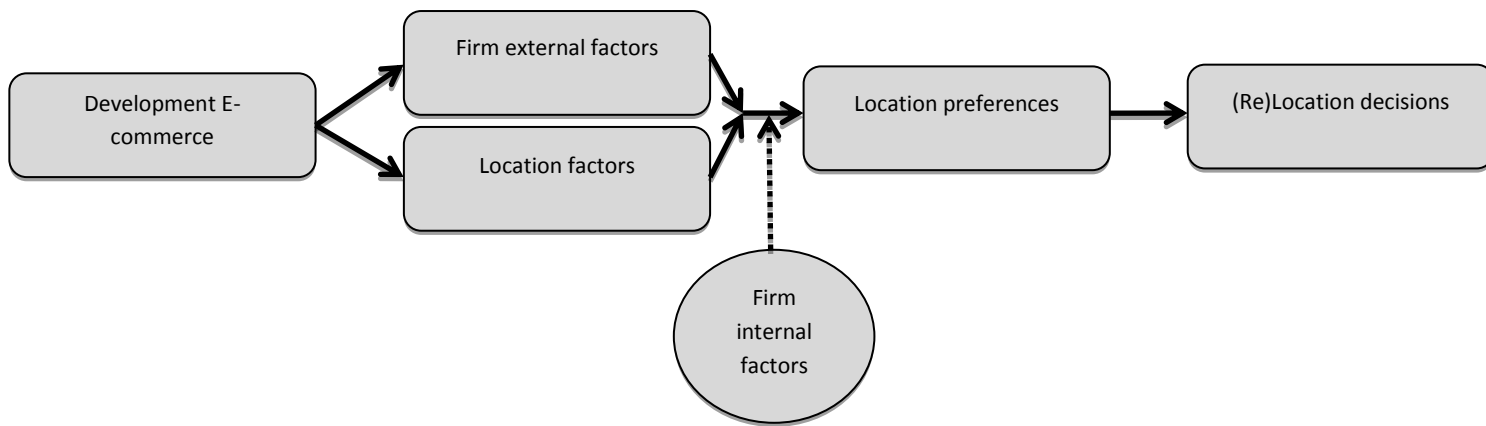 Firm external factors
Development E-
commerce
Location factors
Location preferences
(Re)Location decisions
Firm
internal
factors